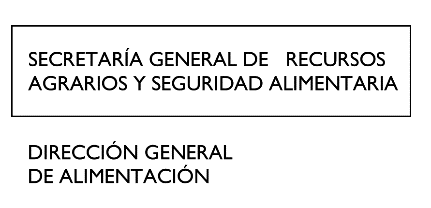 SECRETARÍA GENERAL DE RECURSOS
AGRARIOS Y SEGURIDAD ALIMENTARIA
DIRECCIÓN GENERAL
DE ALIMENTACIÓN